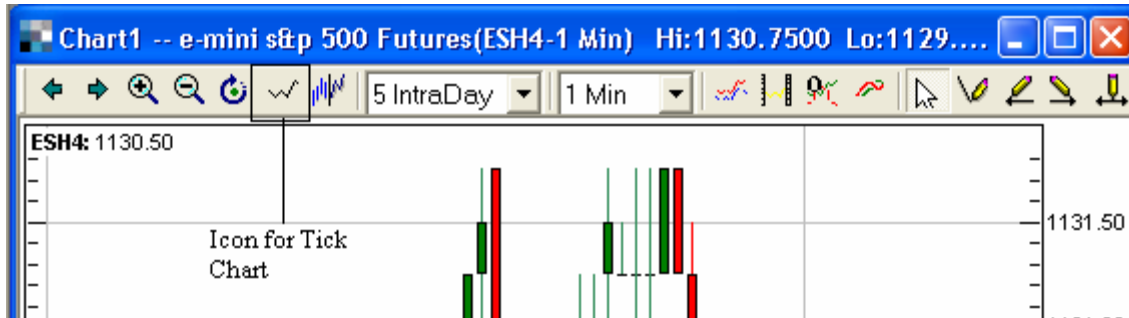 Chart1 -- e-mini s&p 500 Futures(ESH4-1 Min) Hi:1130.7500 Lo:1129....
5 IntraDay
1 Min
ESH4: 1130.50
1131.50
Icon for Tick
Chart